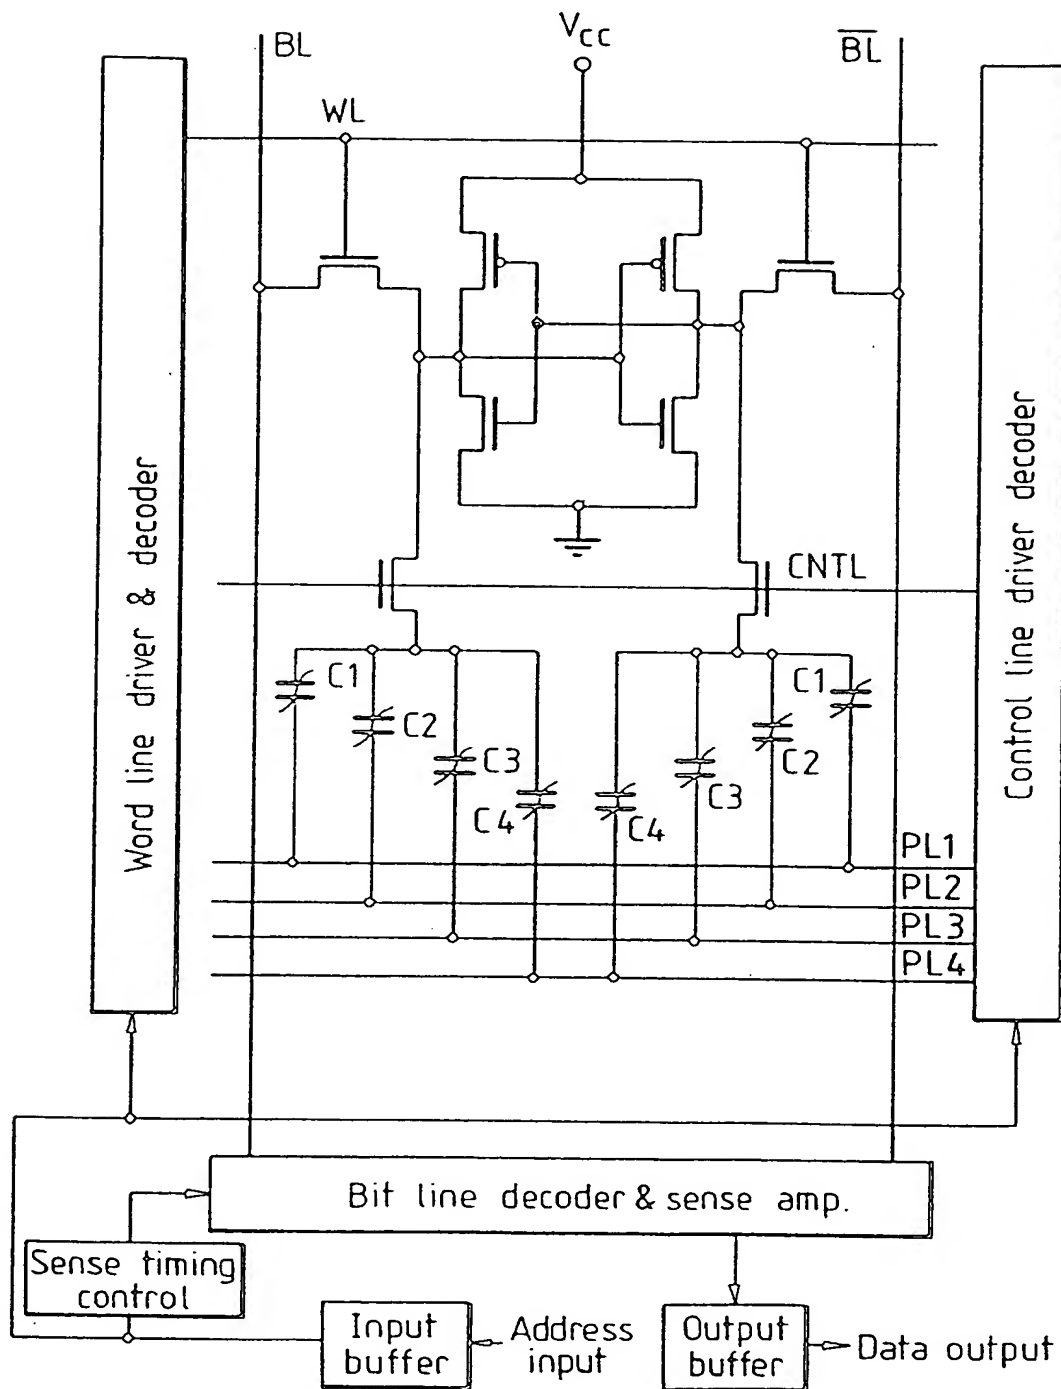 BL
V_CC
B̅L̅
WL
Word line driver & decoder
Control line driver decoder
CNTL
C1
C1
C2
C2
C3
C3
C4
C4
PL1
PL2
PL3
PL4
Bit line decoder & sense amp.
Sense timing
control
Input
buffer
Address
input
Output
buffer
Data output